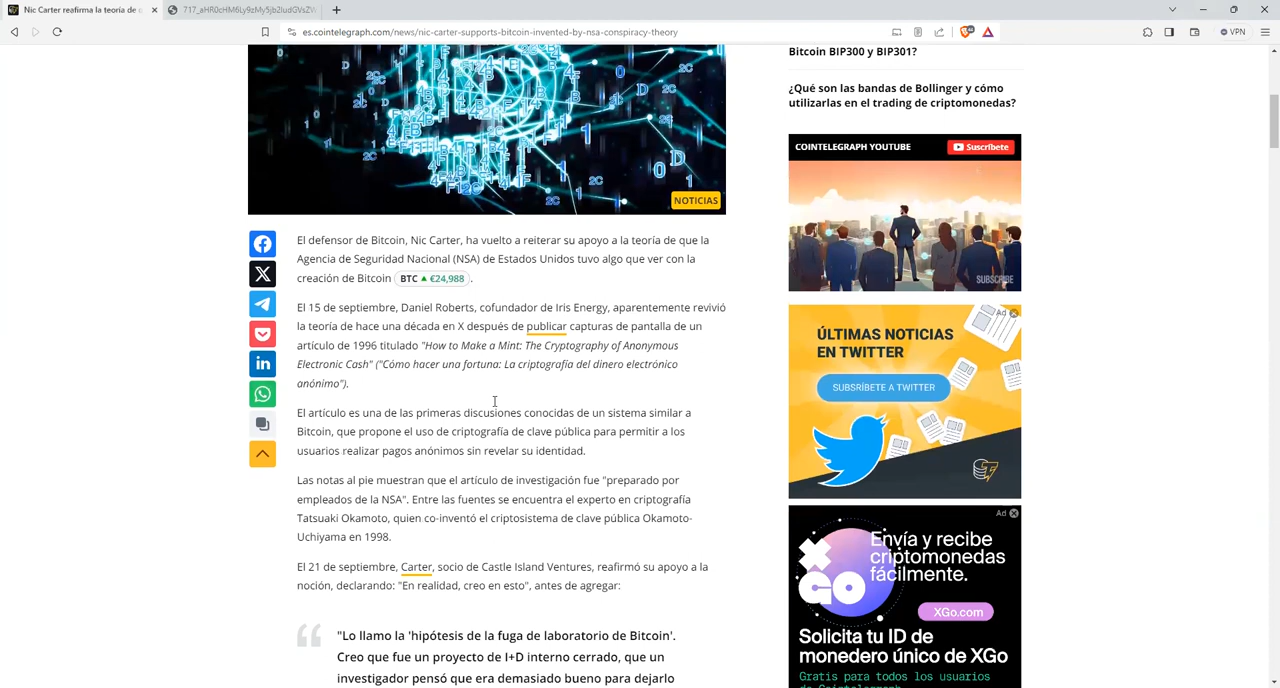 Nic Carter reafirma la teoría de
es.cointelegraph.com/news/nic-carter-supports-bitcoin-invented-by-nsa-conspiracy-theory
VPN
NOTICIAS
El defensor de Bitcoin, Nic Carter, ha vuelto a reiterar su apoyo a la teoría de que la
Agencia de Seguridad Nacional (NSA) de Estados Unidos tuvo algo que ver con la
creación de Bitcoin BTC ▲ €24,988 .
El 15 de septiembre, Daniel Roberts, cofundador de Iris Energy, aparentemente revivió
la teoría de hace una década en X después de publicar capturas de pantalla de un
artículo de 1996 titulado "How to Make a Mint: The Cryptography of Anonymous
Electronic Cash" ("Cómo hacer una fortuna: La criptografía del dinero electrónico
anónimo").
El artículo es una de las primeras discusiones conocidas de un sistema similar a
Bitcoin, que propone el uso de criptografía de clave pública para permitir a los
usuarios realizar pagos anónimos sin revelar su identidad.
Las notas al pie muestran que el artículo de investigación fue "preparado por
empleados de la NSA". Entre las fuentes se encuentra el experto en criptografía
Tatsuaki Okamoto, quien co-inventó el criptosistema de clave pública Okamoto-
Uchiyama en 1998.
El 21 de septiembre, Carter, socio de Castle Island Ventures, reafirmó su apoyo a la
noción, declarando: "En realidad, creo en esto", antes de agregar:
"Lo llamo la 'hipótesis de la fuga de laboratorio de Bitcoin'.
Creo que fue un proyecto de I+D interno cerrado, que un
investigador pensó que era demasiado bueno para dejarlo
Bitcoin BIP300 y BIP301?
¿Qué son las bandas de Bollinger y cómo
utilizarlas en el trading de criptomonedas?
COINTELEGRAPH YOUTUBE
Suscríbete
SUBSCRIBE
Ad
ÚLTIMAS NOTICIAS
EN TWITTER
SUBSRÍBETE A TWITTER
Ad
Envía y recibe
criptomonedas
fácilmente.
XGO
XGo.com
Solicita tu ID de
monedero único de XGo
Gratis para todos los usuarios